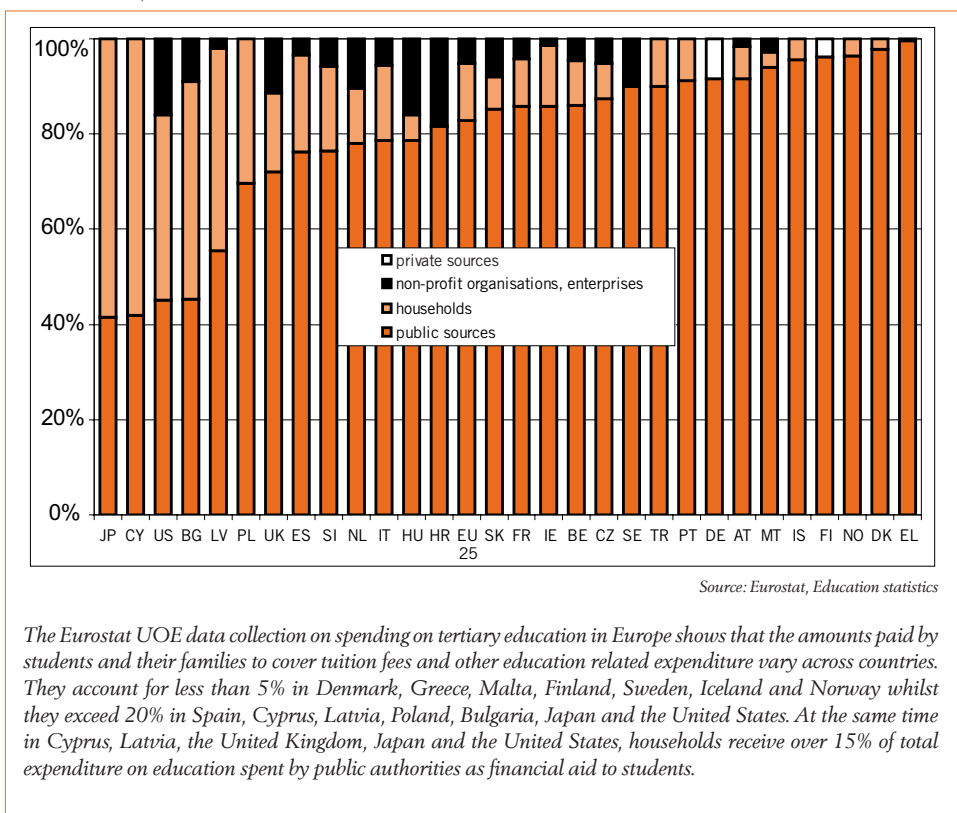 100%
80%
60%
40%
20%
0%
private sources
non-profit organisations, enterprises
households
public sources
JP CY US BG LV PL UK ES SI NL IT HU HR EU SK FR IE BE CZ SE TR PT DE AT MT IS FI NO DK EL
25
Source: Eurostat, Education statistics
The Eurostat UOE data collection on spending on tertiary education in Europe shows that the amounts paid by
students and their families to cover tuition fees and other education related expenditure vary across countries.
They account for less than 5% in Denmark, Greece, Malta, Finland, Sweden, Iceland and Norway whilst
they exceed 20% in Spain, Cyprus, Latvia, Poland, Bulgaria, Japan and the United States. At the same time
in Cyprus, Latvia, the United Kingdom, Japan and the United States, households receive over 15% of total
expenditure on education spent by public authorities as financial aid to students.